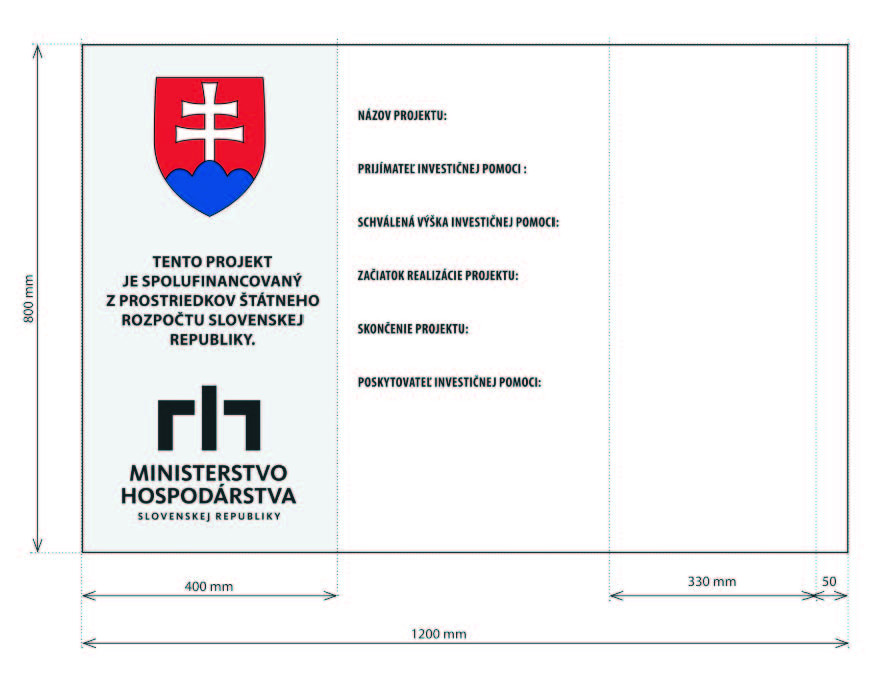 TENTO PROJEKT
JE SPOLUFINANCOVANÝ
Z PROSTRIEDKOV ŠTÁTNEHO
ROZPOČTU SLOVENSKEJ
REPUBLIKY.
MINISTERSTVO
HOSPODÁRSTVA
SLOVENSKEJ REPUBLIKY
NÁZOV PROJEKTU:
PRIJÍMATEĽ INVESTIČNEJ POMOCI :
SCHVÁLENÁ VÝŠKA INVESTIČNEJ POMOCI:
ZAČIATOK REALIZÁCIE PROJEKTU:
SKONČENIE PROJEKTU:
POSKYTOVATEĽ INVESTIČNEJ POMOCI:
800 mm
400 mm
330 mm
50
1200 mm